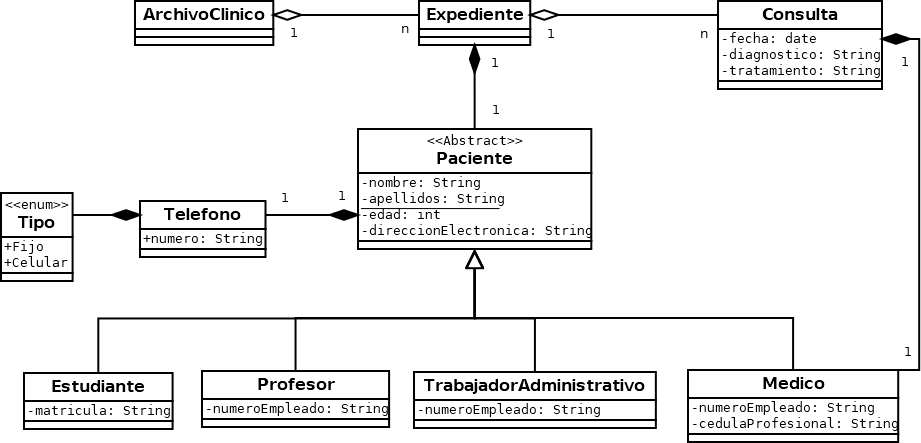 ArchivoClinico
1
n
Expediente
1
n
Consulta
-fecha: date
-diagnostico: String
-tratamiento: String
1
1
1
<<Abstract>>
Paciente
-nombre: String
-apellidos: String
-edad: int
-direccionElectronica: String
1
1
Telefono
+numero: String
<<enum>>
Tipo
+Fijo
+Celular
1
Estudiante
-matricula: String
Profesor
-numeroEmpleado: String
TrabajadorAdministrativo
-numeroEmpleado: String
Medico
-numeroEmpleado: String
-cedulaProfesional: String